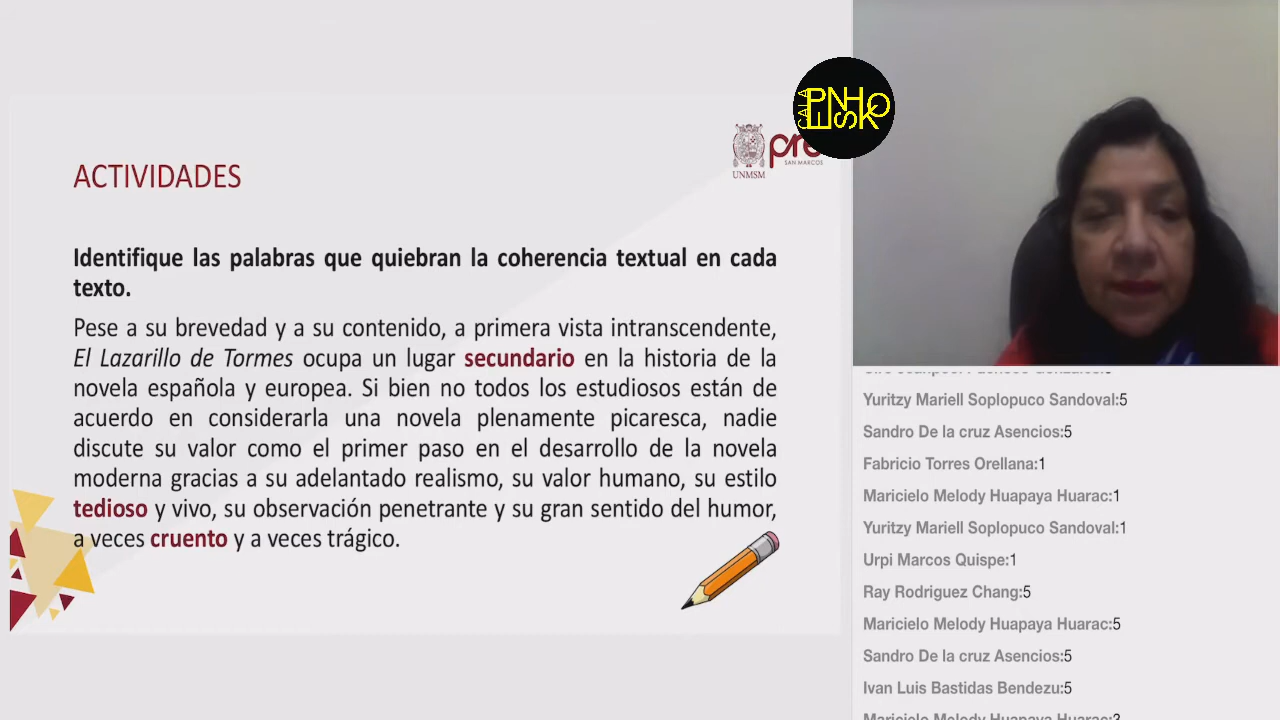 ACTIVIDADES
UNMSM
SAN MARCOS
CALA
PENHSKO
Identifique las palabras que quiebran la coherencia textual en cada
texto.
Pese a su brevedad y a su contenido, a primera vista intranscendente,
El Lazarillo de Tormes ocupa un lugar secundario en la historia de la
novela española y europea. Si bien no todos los estudiosos están de
acuerdo en considerarla una novela plenamente picaresca, nadie
discute su valor como el primer paso en el desarrollo de la novela
moderna gracias a su adelantado realismo, su valor humano, su estilo
tedioso y vivo, su observación penetrante y su gran sentido del humor,
a veces cruento y a veces trágico.
Yuritzy Mariell Soplopuco Sandoval:5
Sandro De la cruz Asencios:5
Fabricio Torres Orellana:1
Maricielo Melody Huapaya Huarac:1
Yuritzy Mariell Soplopuco Sandoval:1
Urpi Marcos Quispe:1
Ray Rodriguez Chang:5
Maricielo Melody Huapaya Huarac:5
Sandro De la cruz Asencios:5
Ivan Luis Bastidas Bendezu:5
Maricielo Melody Huapaya Huarac:3